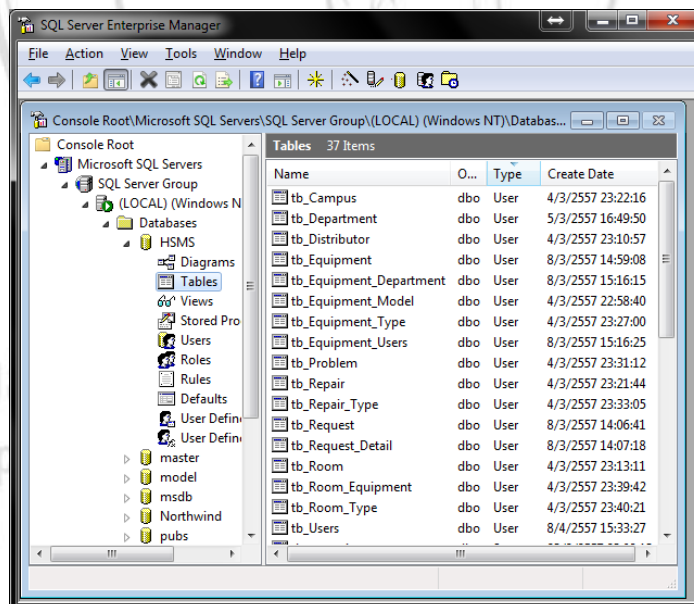 SQL Server Enterprise Manager
File Action View Tools Window Help
Console Root\Microsoft SQL Servers\SQL Server Group\(LOCAL) (Windows NT)\Databas...
Console Root
Microsoft SQL Servers
SQL Server Group
(LOCAL) (Windows N
Databases
HSMS
Diagrams
Tables
Views
Stored Pro
Users
Roles
Rules
Defaults
User Define
User Define
master
model
msdb
Northwind
pubs
Tables 37 Items
Name O... Type Create Date
tb_Campus dbo User 4/3/2557 23:22:16
tb_Department dbo User 5/3/2557 16:49:50
tb_Distributor dbo User 4/3/2557 23:10:57
tb_Equipment dbo User 8/3/2557 14:59:08
tb_Equipment_Department dbo User 8/3/2557 15:16:15
tb_Equipment_Model dbo User 4/3/2557 22:58:40
tb_Equipment_Type dbo User 4/3/2557 23:27:00
tb_Equipment_Users dbo User 8/3/2557 15:16:25
tb_Problem dbo User 4/3/2557 23:31:12
tb_Repair dbo User 4/3/2557 23:21:44
tb_Repair_Type dbo User 4/3/2557 23:33:05
tb_Request dbo User 8/3/2557 14:06:41
tb_Request_Detail dbo User 8/3/2557 14:07:18
tb_Room dbo User 4/3/2557 23:13:11
tb_Room_Equipment dbo User 4/3/2557 23:39:42
tb_Room_Type dbo User 4/3/2557 23:40:21
tb_Users dbo User 8/4/2557 15:33:27